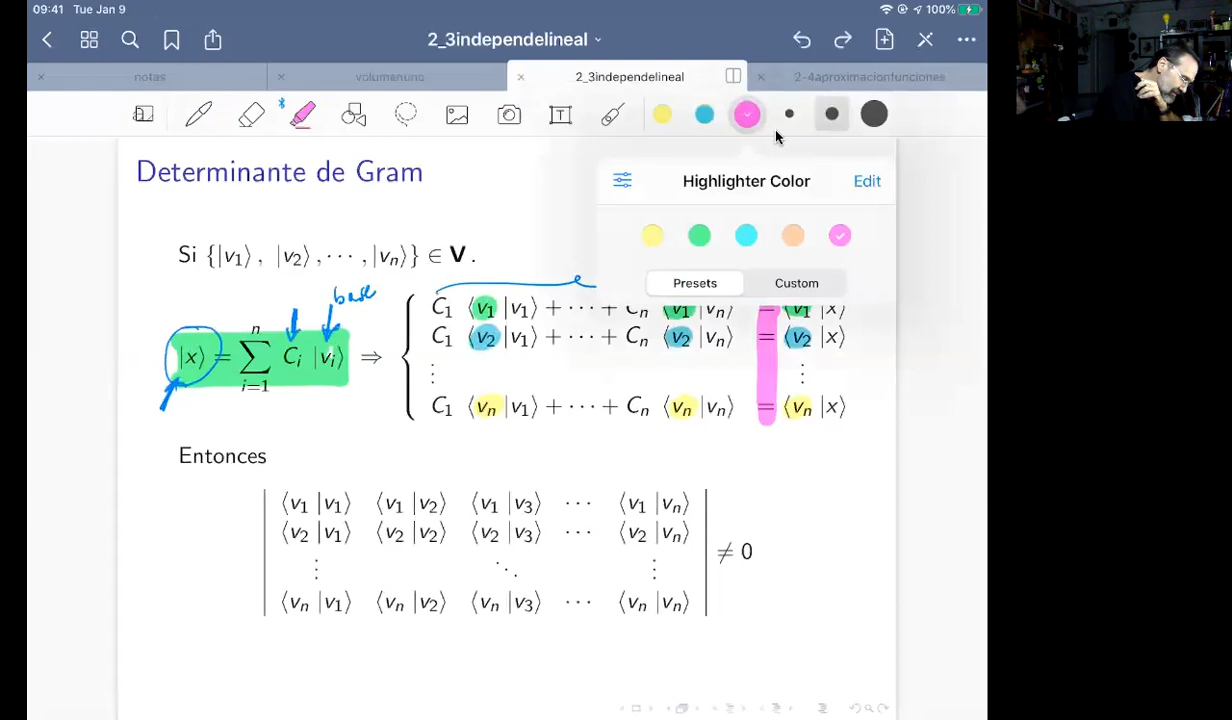 09:41 Tue Jan 9 100%
2_3independelineal
notas volumenuno 2_3independelineal 2-4aproximacionfunciones
Determinante de Gram
Highlighter Color
Edit
Presets Custom
Si {|v₁⟩, |v₂⟩, ⋯, |vₙ⟩} ∈ V.
base
|x⟩ = ∑ᵢ₌₁ⁿ Cᵢ |vᵢ⟩ ⇒
C₁ ⟨v₁|v₁⟩ + ⋯ + Cₙ ⟨v₁|vₙ⟩ = ⟨v₁|x⟩
C₁ ⟨v₂|v₁⟩ + ⋯ + Cₙ ⟨v₂|vₙ⟩ = ⟨v₂|x⟩
⋮ ⋮
C₁ ⟨vₙ|v₁⟩ + ⋯ + Cₙ ⟨vₙ|vₙ⟩ = ⟨vₙ|x⟩
Entonces
⟨v₁|v₁⟩ ⟨v₁|v₂⟩ ⟨v₁|v₃⟩ ⋯ ⟨v₁|vₙ⟩
⟨v₂|v₁⟩ ⟨v₂|v₂⟩ ⟨v₂|v₃⟩ ⋯ ⟨v₂|vₙ⟩
⋮ ⋱ ⋮
⟨vₙ|v₁⟩ ⟨vₙ|v₂⟩ ⟨vₙ|v₃⟩ ⋯ ⟨vₙ|vₙ⟩
≠ 0